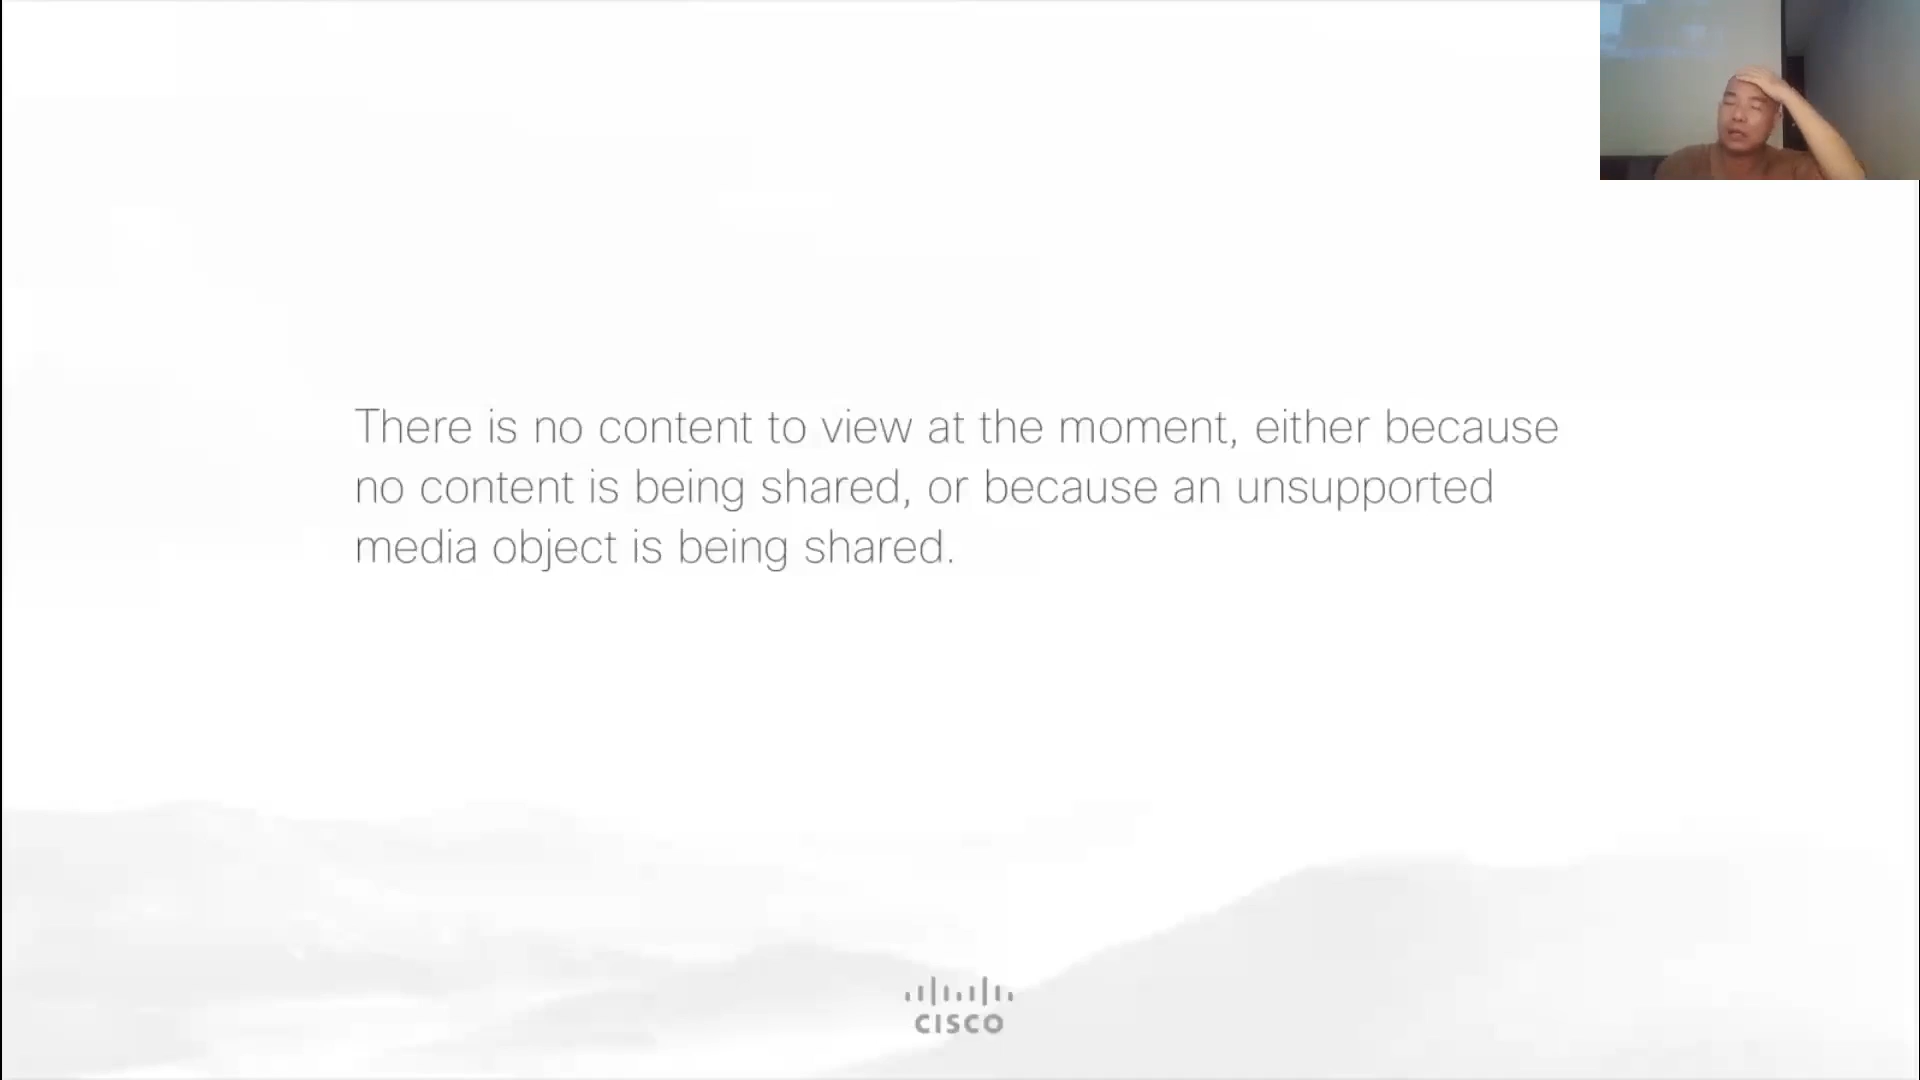 There is no content to view at the moment, either because
no content is being shared, or because an unsupported
media object is being shared.
CISCO